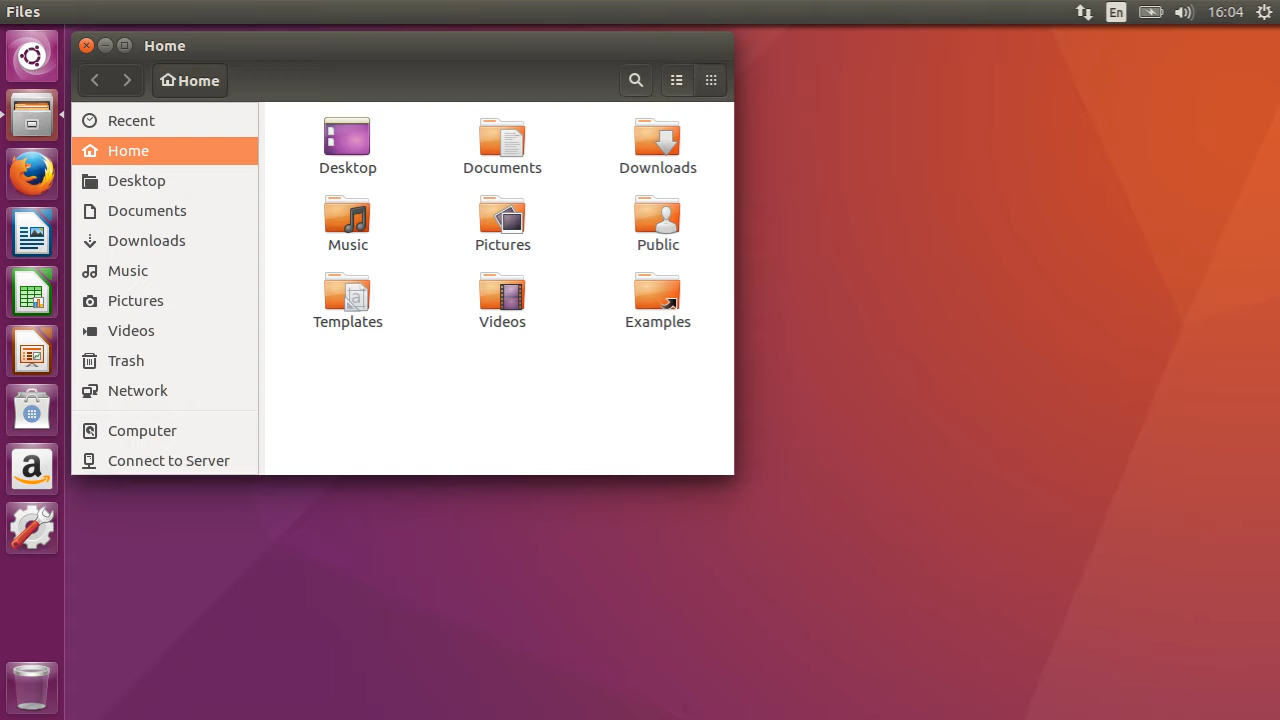 Files
En
16:04
Home
Home
Recent
Home
Desktop
Documents
Downloads
Music
Pictures
Videos
Trash
Network
Computer
Connect to Server
Desktop
Documents
Downloads
Music
Pictures
Public
Templates
Videos
Examples